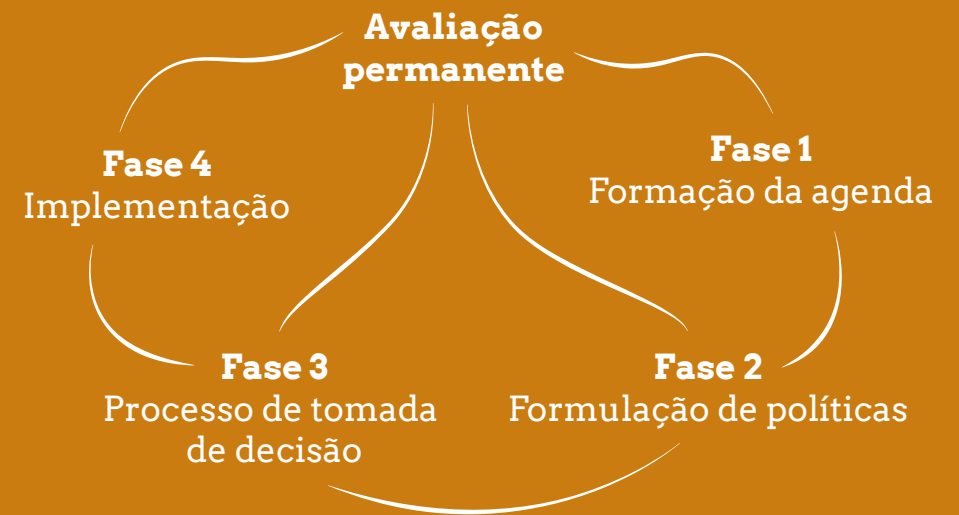 Avaliação
permanente
Fase 1
Formação da agenda
Fase 2
Formulação de políticas
Fase 3
Processo de tomada
de decisão
Fase 4
Implementação